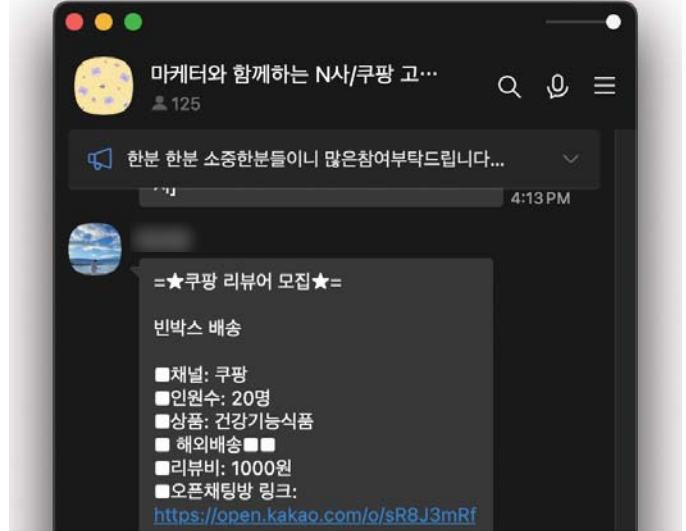 마케터와 함께하는 N사/쿠팡 고…
125
한분 한분 소중한분들이니 많은참여부탁드립니다...
4:13 PM
=★쿠팡 리뷰어 모집★=
빈박스 배송
■채널: 쿠팡
■인원수: 20명
■상품: 건강기능식품
■ 해외배송■■
■리뷰비: 1000원
■오픈채팅방 링크:
https://open.kakao.com/o/sR8J3mRf